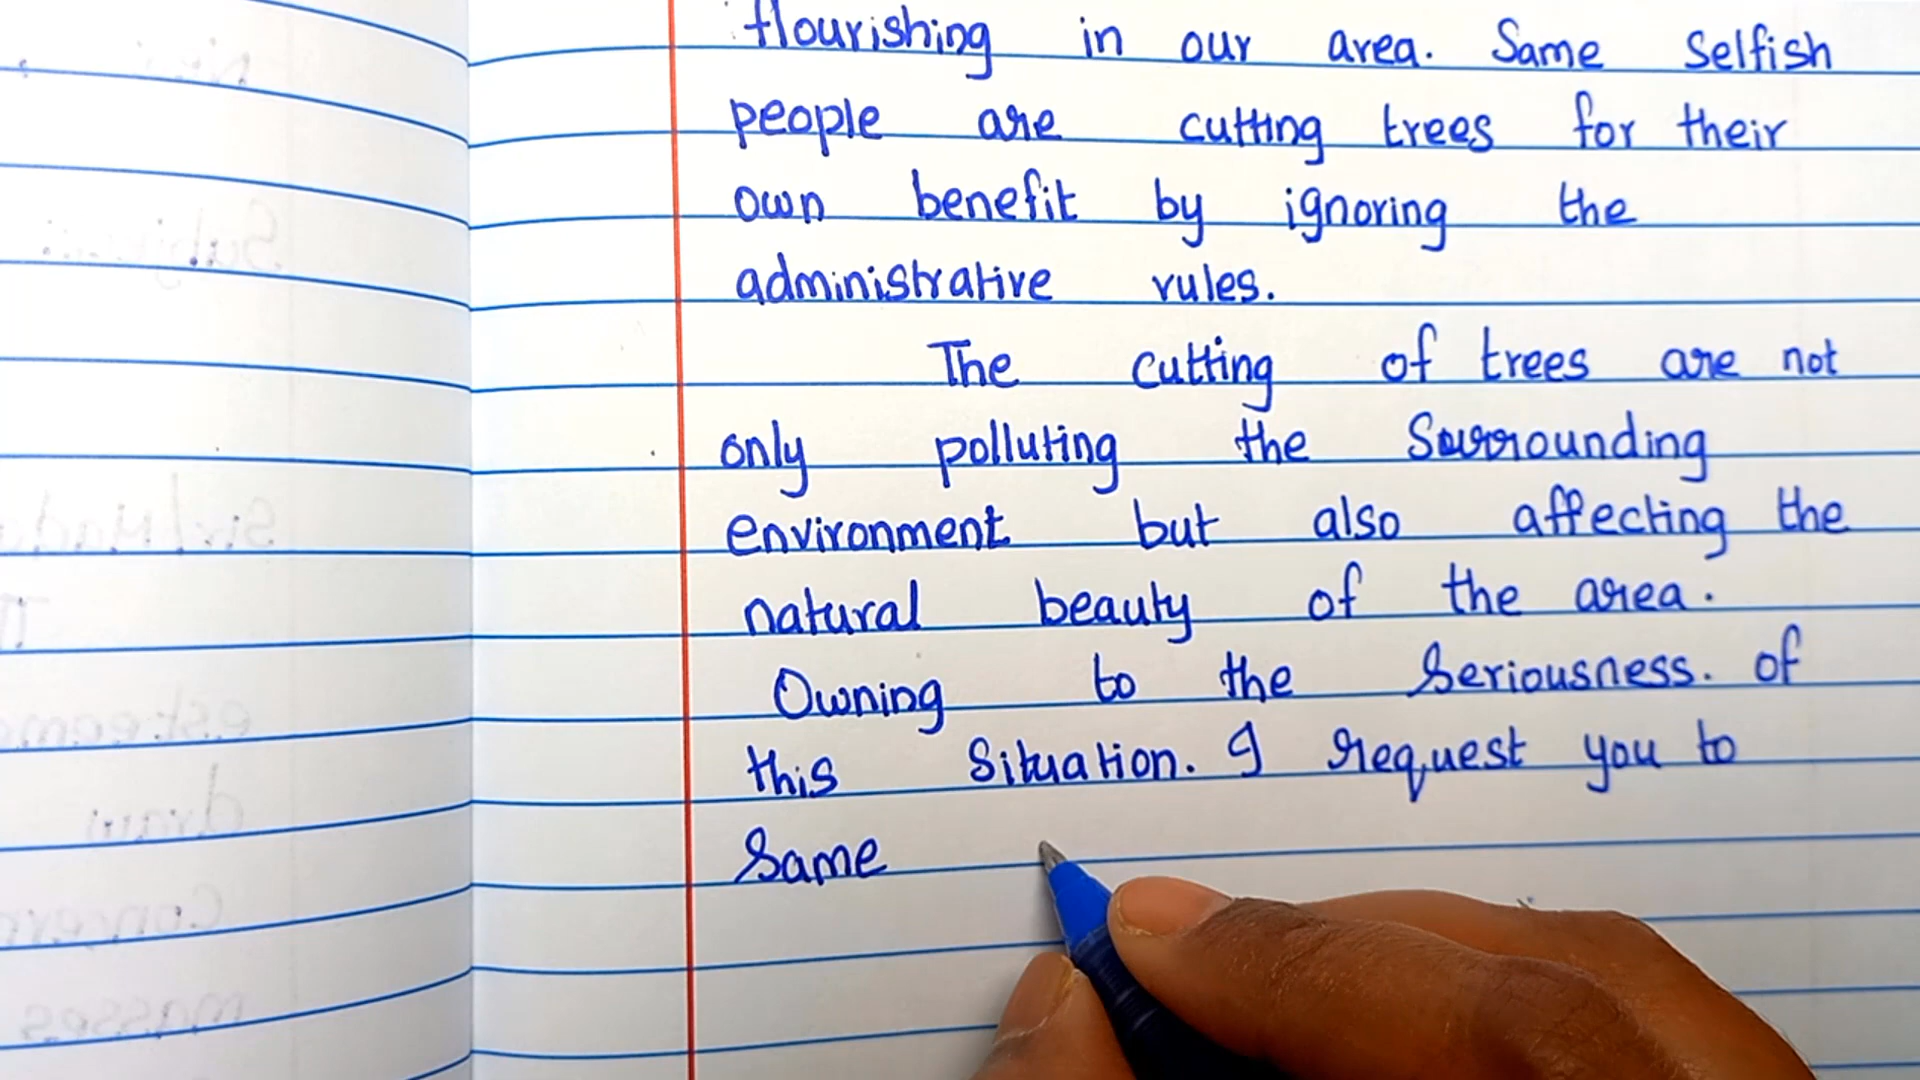 flourishing in our area. Same selfish
people are cutting trees for their
own benefit by ignoring the
administrative rules.
The cutting of trees are not
only polluting the Surrounding
environment but also affecting the
natural beauty of the area.
Owning to the seriousness. of
this situation. I request you to
same